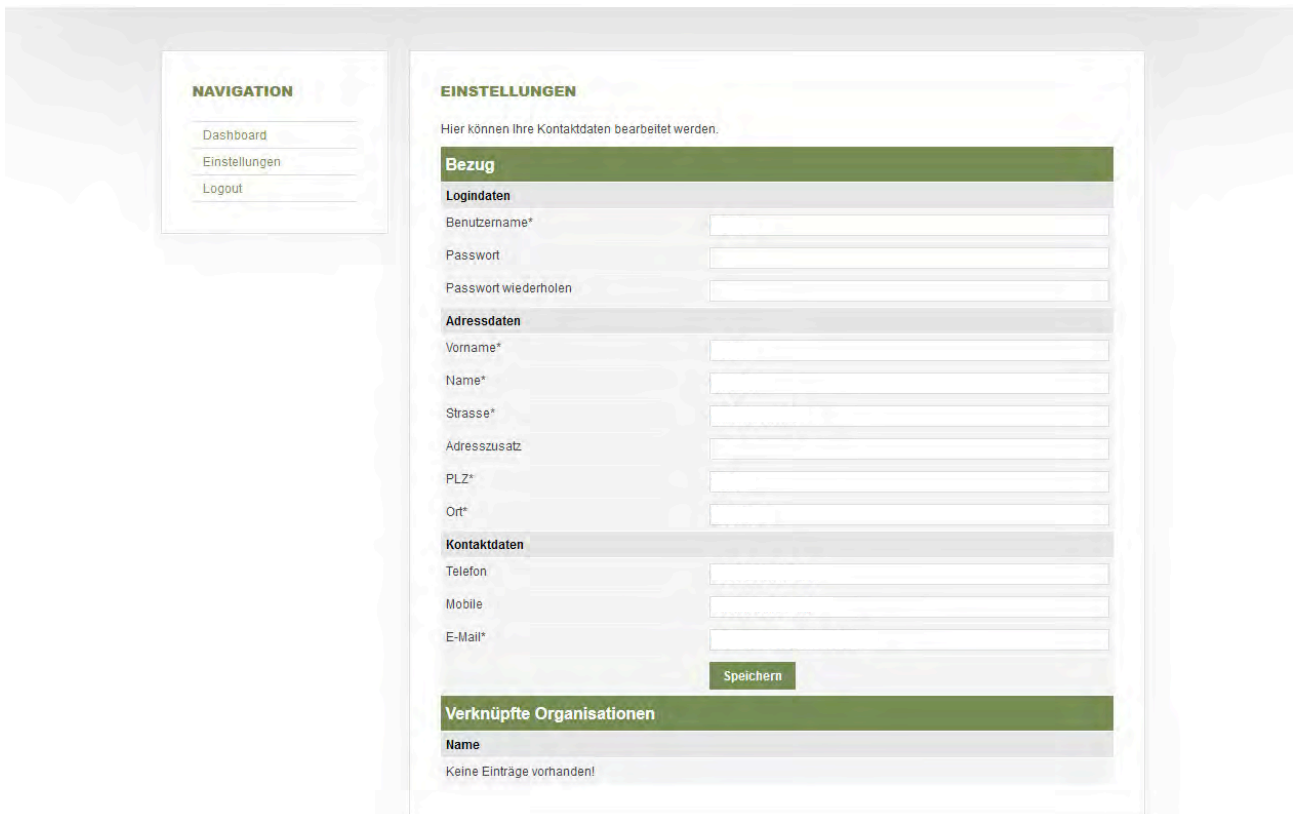 NAVIGATION
Dashboard
Einstellungen
Logout
EINSTELLUNGEN
Hier können Ihre Kontaktdaten bearbeitet werden.
Bezug
Logindaten
Benutzername*
Passwort
Passwort wiederholen
Adressdaten
Vorname*
Name*
Strasse*
Adresszusatz
PLZ*
Ort*
Kontaktdaten
Telefon
Mobile
E-Mail*
Speichern
Verknüpfte Organisationen
Name
Keine Einträge vorhanden!